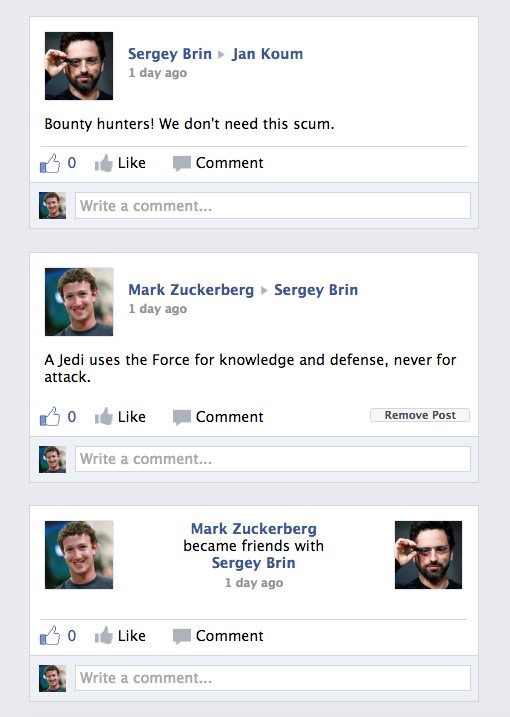 Sergey Brin ▸ Jan Koum
1 day ago
Bounty hunters! We don't need this scum.
0 Like Comment
Write a comment...
Mark Zuckerberg ▸ Sergey Brin
1 day ago
A Jedi uses the Force for knowledge and defense, never for
attack.
0 Like Comment Remove Post
Write a comment...
Mark Zuckerberg
became friends with
Sergey Brin
1 day ago
0 Like Comment
Write a comment...